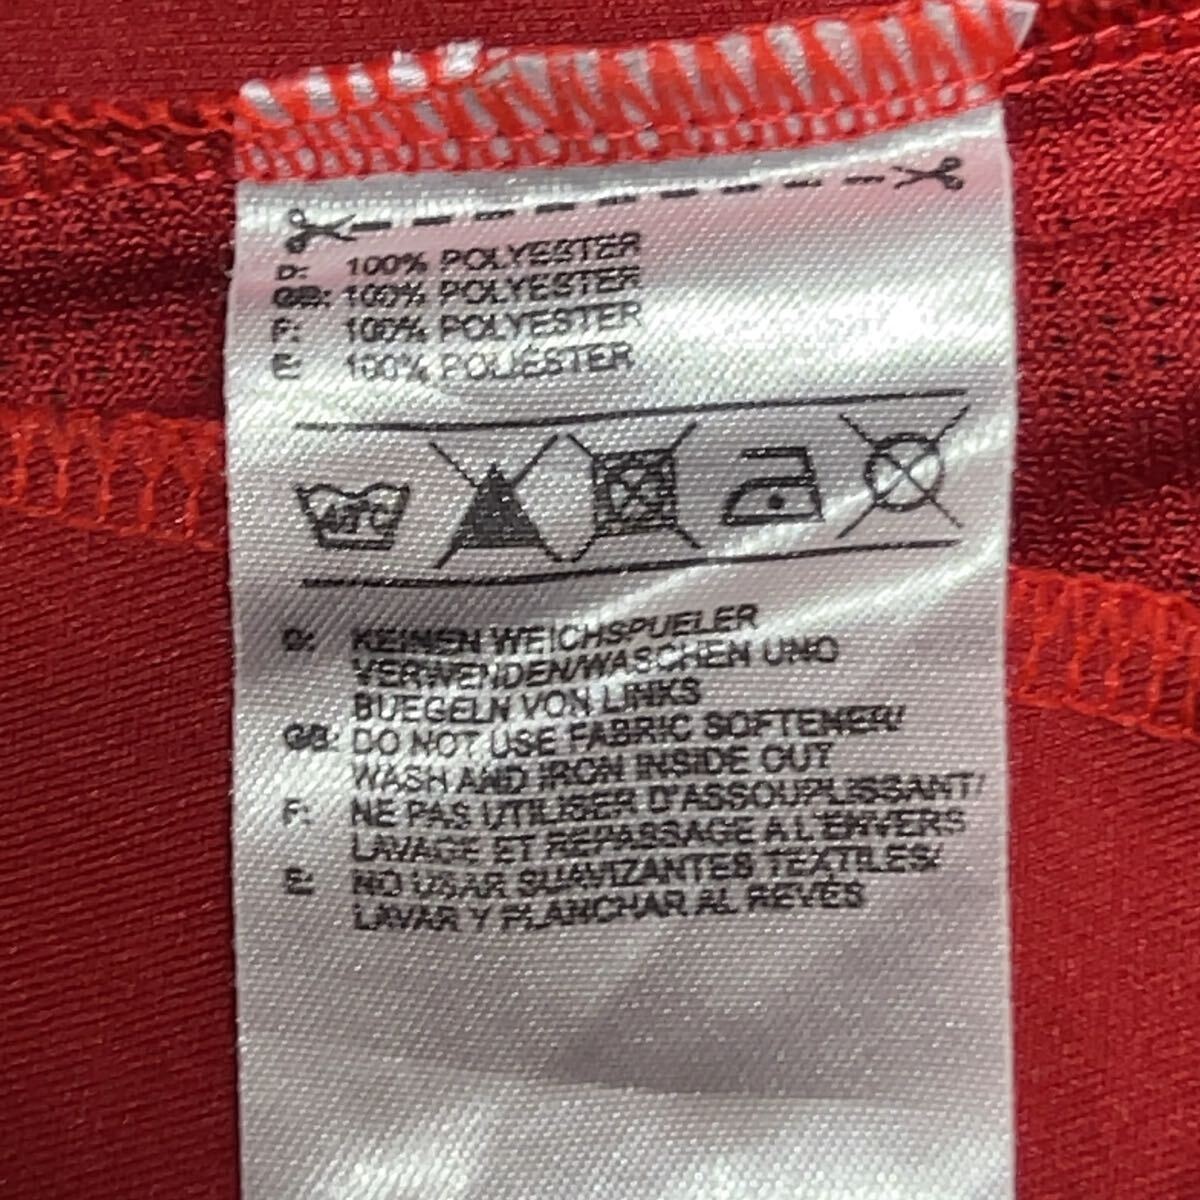 D: 100% POLYESTER
GB: 100% POLYESTER
F: 100% POLYESTER
E: 100% POLIÉSTER
40°C
D: KEINEN WEICHSPUELER
VERWENDEN/WASCHEN UND
BUEGELN VON LINKS
GB: DO NOT USE FABRIC SOFTENER/
WASH AND IRON INSIDE OUT
F: NE PAS UTILISER D'ASSOUPLISSANT/
LAVAGE ET REPASSAGE A L'ENVERS
E: NO USAR SUAVIZANTES TEXTILES/
LAVAR Y PLANCHAR AL REVÉS